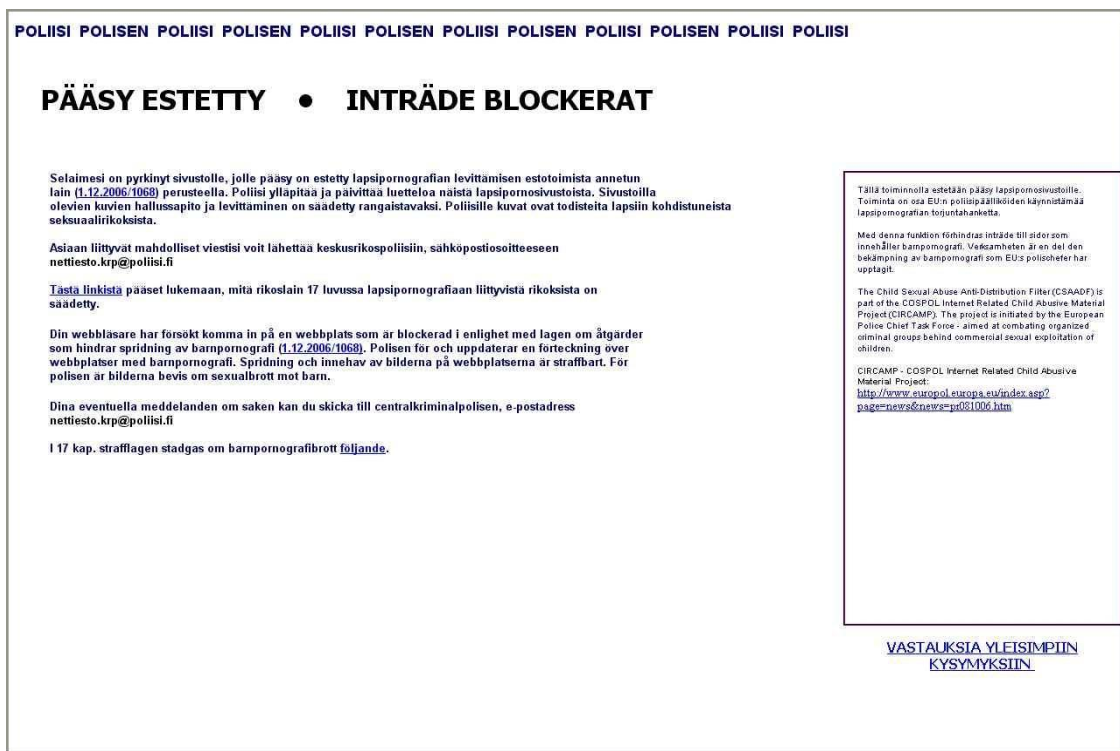 POLIISI POLISEN POLIISI POLISEN POLIISI POLISEN POLIISI POLISEN POLIISI POLISEN POLIISI POLIISI
PÄÄSY ESTETTY • INTRÄDE BLOCKERAT
Selaimesi on pyrkinyt sivustolle, jolle pääsy on estetty lapsipornografian levittämisen estotoimista annetun
lain (1.12.2006/1068) perusteella. Poliisi ylläpitää ja päivittää luetteloa näistä lapsipornosivustoista. Sivustoilla
olevien kuvien hallussapito ja levittäminen on säädetty rangaistavaksi. Poliisille kuvat ovat todisteita lapsiin kohdistuneista
seksuaalirikoksista.
Asiaan liittyvät mahdolliset viestisi voit lähettää keskusrikospoliisiin, sähköpostiosoitteeseen
nettiesto.krp@poliisi.fi
Tästä linkistä pääset lukemaan, mitä rikoslain 17 luvussa lapsipornografiaan liittyvistä rikoksista on
säädetty.
Din webbläsare har försökt komma in på en webbplats som är blockerad i enlighet med lagen om åtgärder
som hindrar spridning av barnpornografi (1.12.2006/1068). Polisen för och uppdaterar en förteckning över
webbplatser med barnpornografi. Spridning och innehav av bilderna på webbplatserna är straffbart. För
polisen är bilderna bevis om sexualbrott mot barn.
Dina eventuella meddelanden om saken kan du skicka till centralkriminalpolisen, e-postadress
nettiesto.krp@poliisi.fi
I 17 kap. strafflagen stadgas om barnpornografibrott följande.
Tällä toiminnolla estetään pääsy lapsipornosivustoille.
Toiminta on osa EU:n poliisipäälliköiden käynnistämää
lapsipornografian torjuntahanketta.
Med denna funktion förhindras inträde till sidor som
innehåller barnpornografi. Verksamheten är en del den
bekämpning av barnpornografi som EU:s polischefer har
upptagit.
The Child Sexual Abuse Anti-Distribution Filter (CSAADF) is
part of the COSPOL Internet Related Child Abusive Material
Project (CIRCAMP). The project is initiated by the European
Police Chief Task Force - aimed at combating organized
criminal groups behind commercial sexual exploitation of
children.
CIRCAMP - COSPOL Internet Related Child Abusive
Material Project:
http://www.europol.europa.eu/index.asp?
page=news&news=pr081006.htm
VASTAUKSIA YLEISIMPIIN
KYSYMYKSIIN